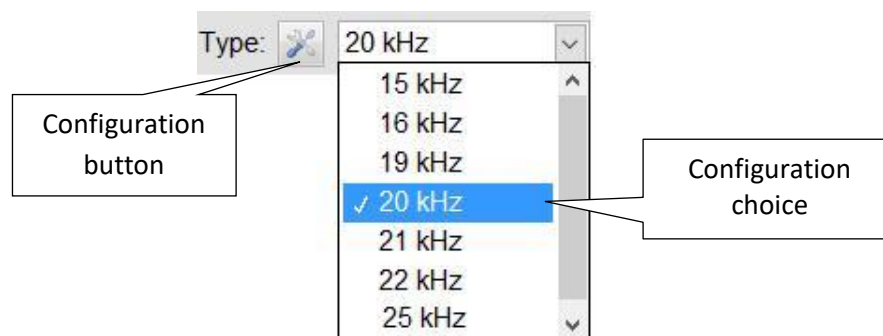 Type: 20 kHz
15 kHz
16 kHz
19 kHz
✓ 20 kHz
21 kHz
22 kHz
25 kHz
Configuration
button
Configuration
choice